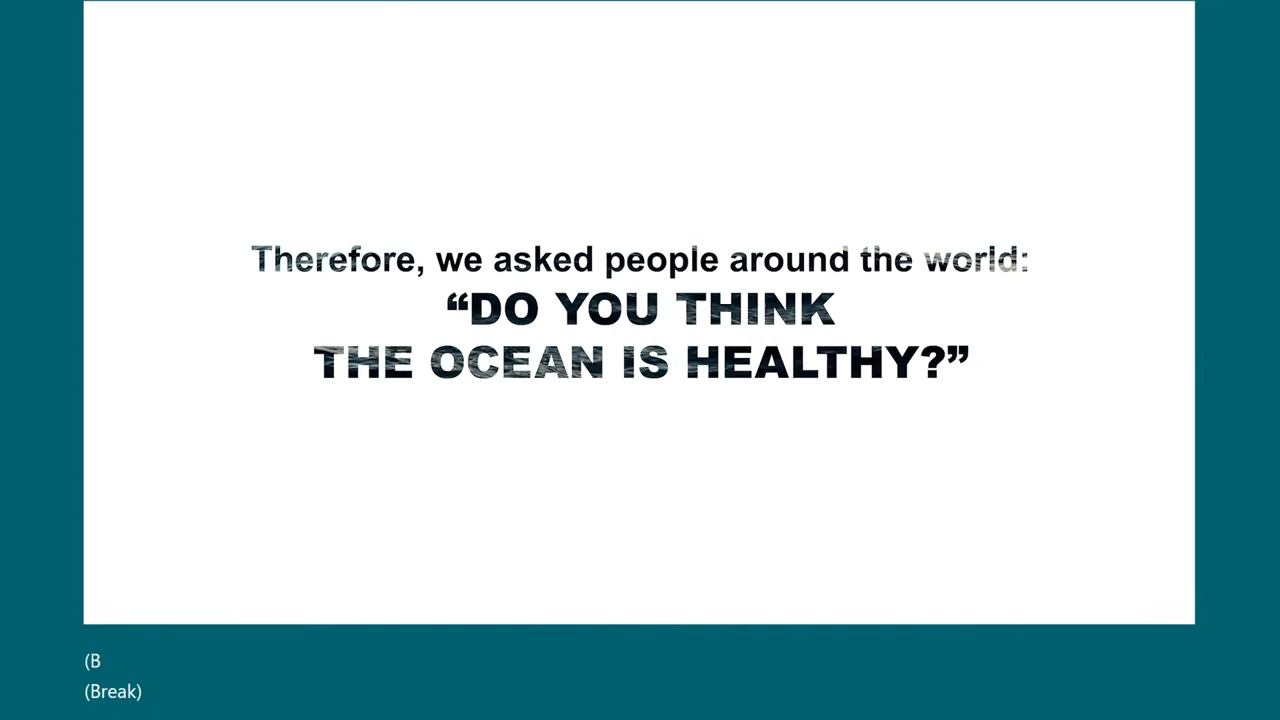 Therefore, we asked people around the world:
“DO YOU THINK
THE OCEAN IS HEALTHY?”
(B
(Break)